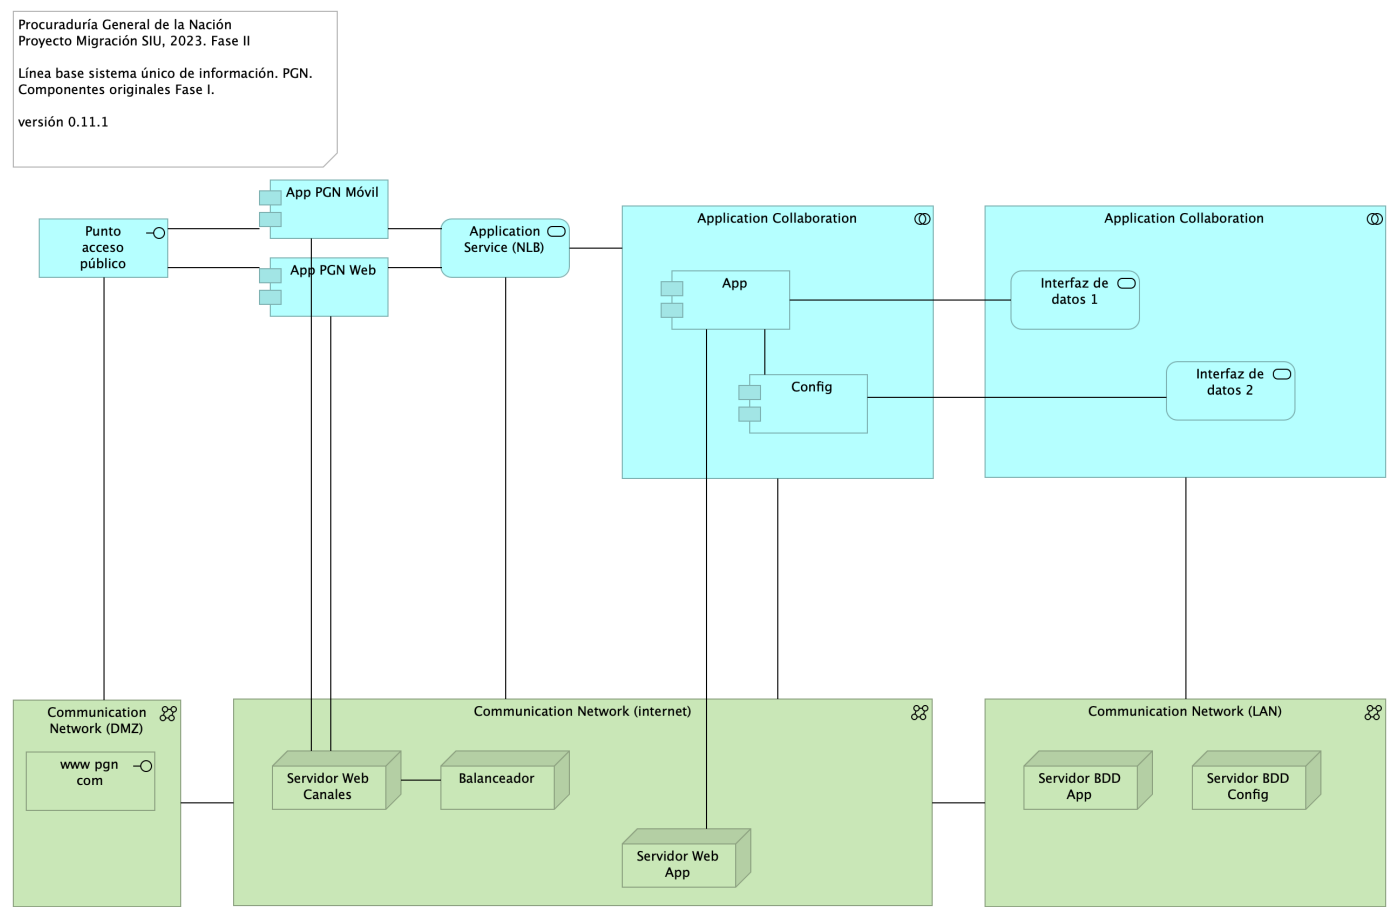 Procuraduría General de la Nación
Proyecto Migración SIU, 2023. Fase II
Línea base sistema único de información. PGN.
Componentes originales Fase I.
versión 0.11.1
Punto
acceso
público
App PGN Móvil
App PGN Web
Application
Service (NLB)
Application Collaboration
App
Config
Application Collaboration
Interfaz de
datos 1
Interfaz de
datos 2
Communication
Network (DMZ)
www pgn
com
Communication Network (internet)
Servidor Web
Canales
Balanceador
Servidor Web
App
Communication Network (LAN)
Servidor BDD
App
Servidor BDD
Config